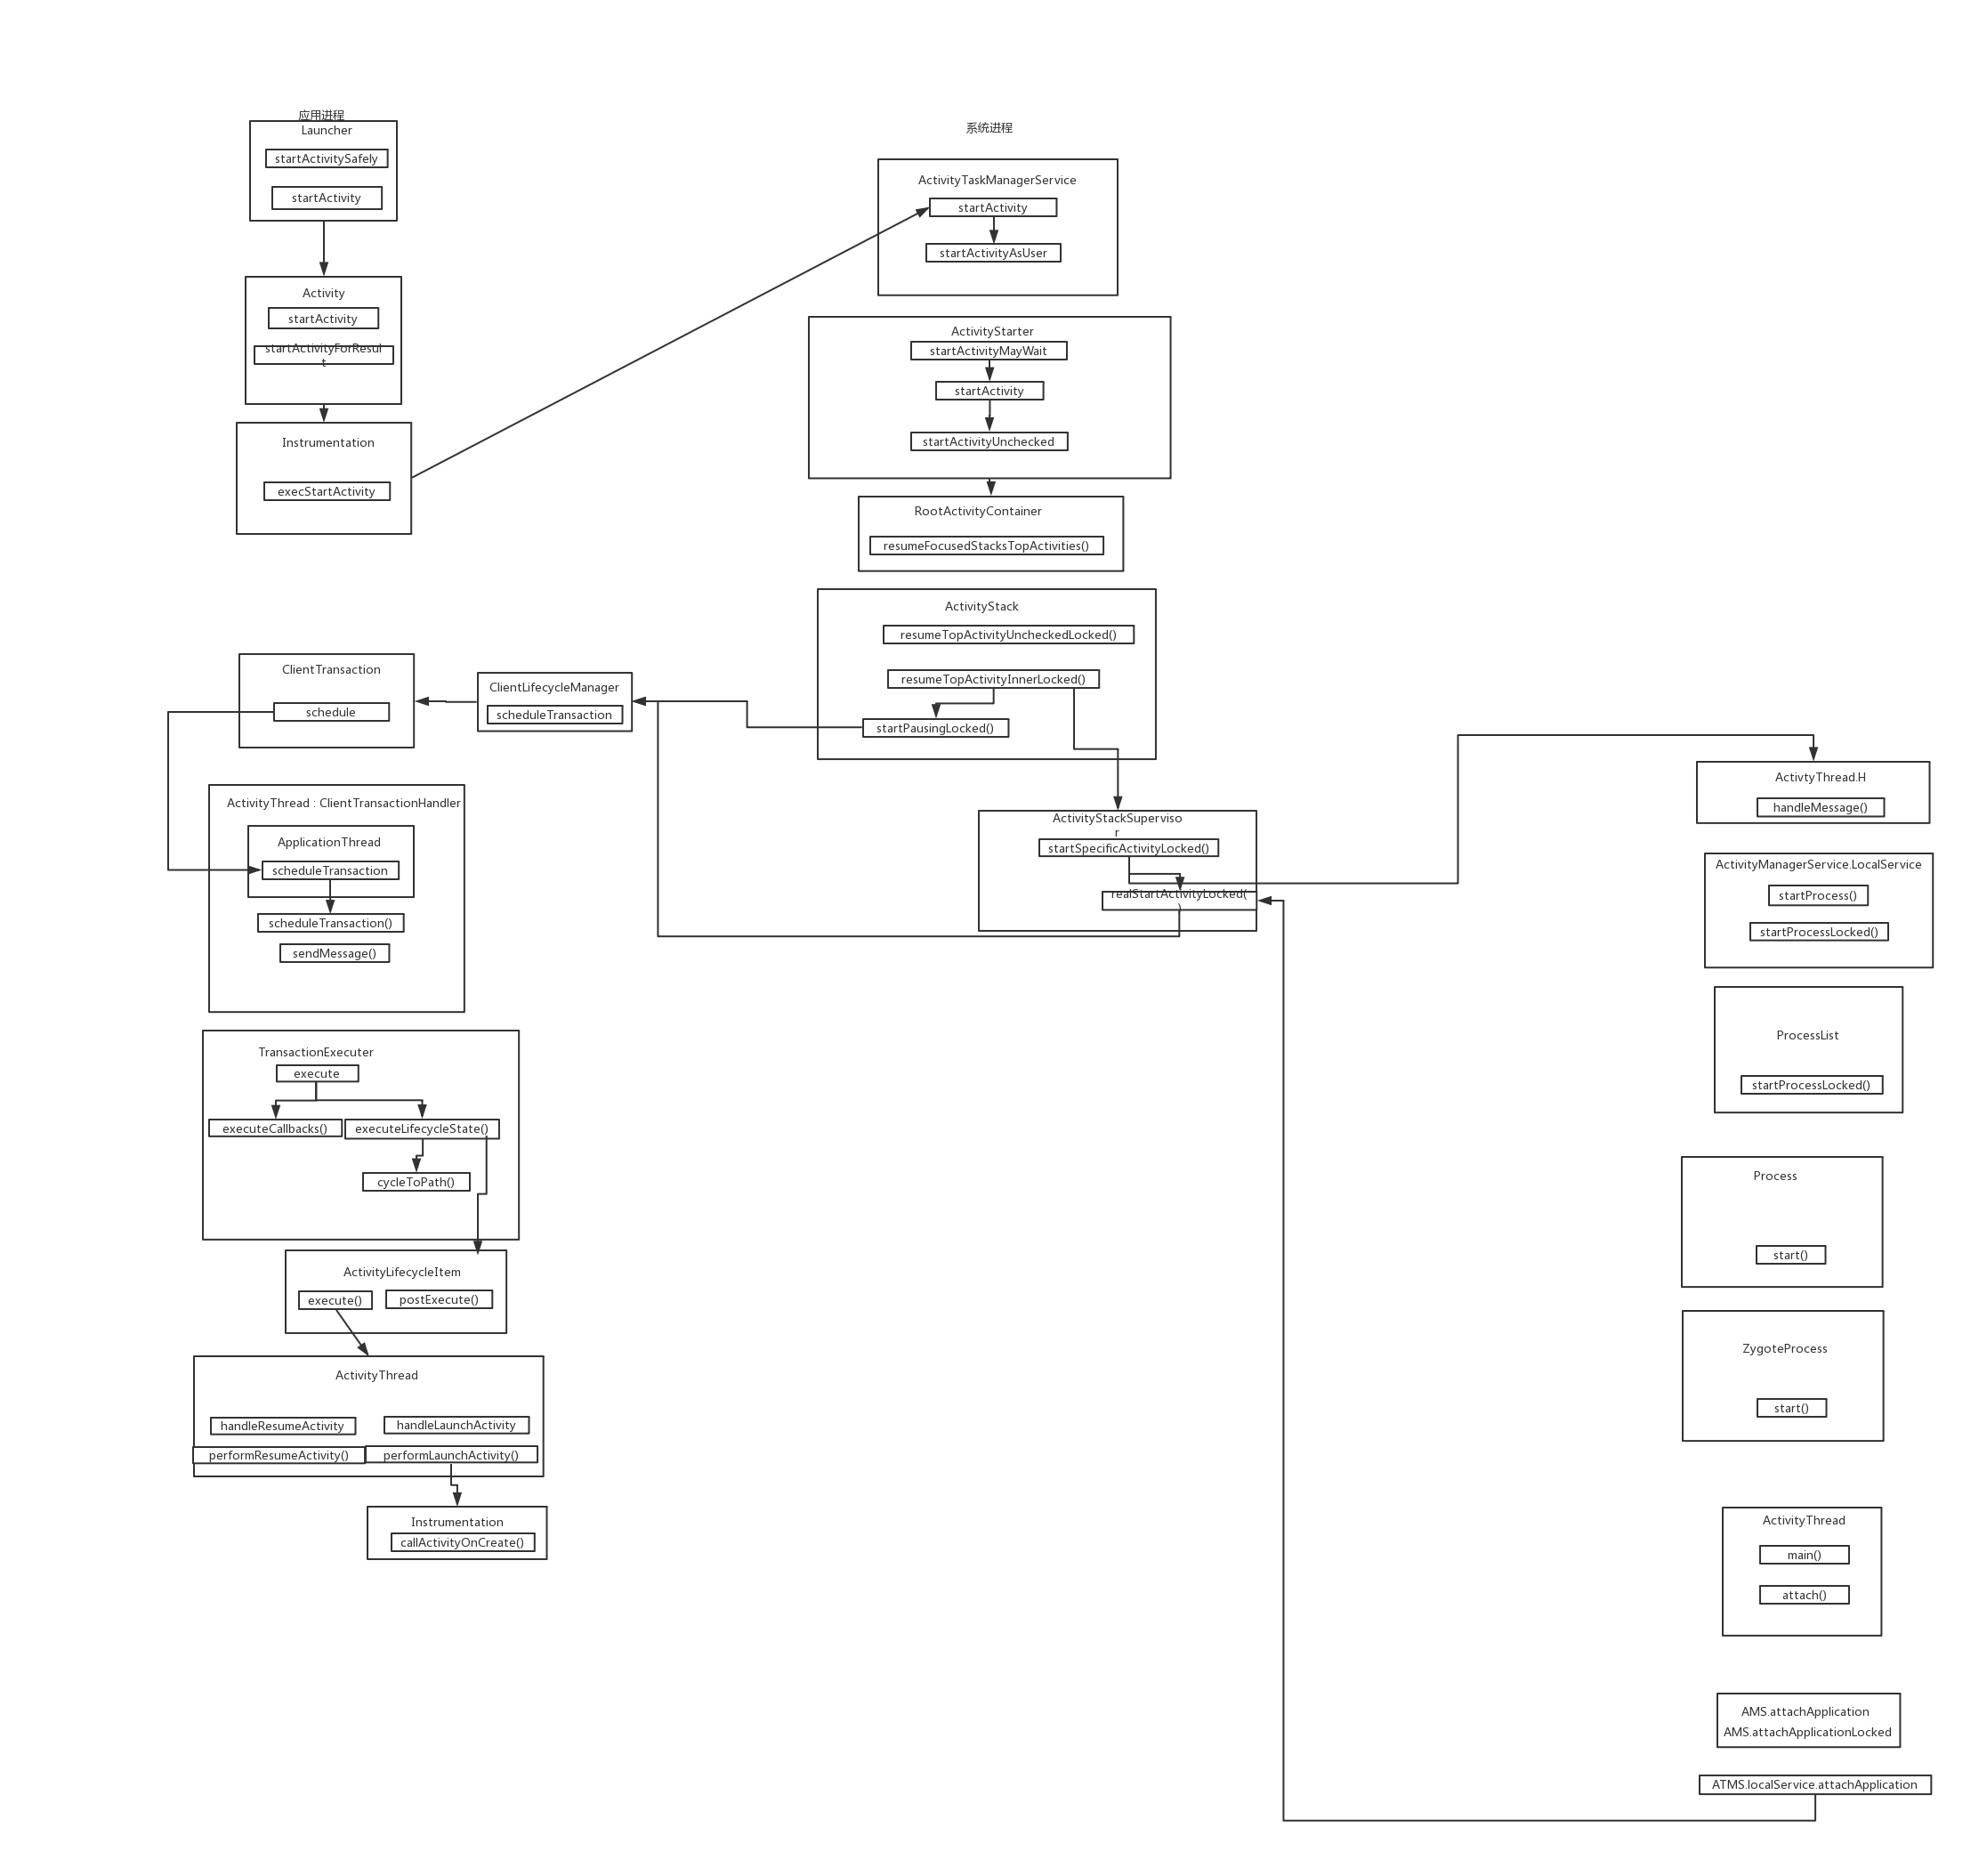 应用进程
Launcher
startActivitySafely
startActivity
Activity
startActivity
startActivityForResul
t
Instrumentation
execStartActivity
系统进程
ActivityTaskManagerService
startActivity
startActivityAsUser
ActivityStarter
startActivityMayWait
startActivity
startActivityUnchecked
RootActivityContainer
resumeFocusedStacksTopActivities()
ActivityStack
resumeTopActivityUncheckedLocked()
resumeTopActivityInnerLocked()
startPausingLocked()
ClientLifecycleManager
scheduleTransaction
ClientTransaction
schedule
ActivityThread : ClientTransactionHandler
ApplicationThread
scheduleTransaction
scheduleTransaction()
sendMessage()
TransactionExecuter
execute
executeCallbacks()
executeLifecycleState()
cycleToPath()
ActivityLifecycleItem
execute()
postExecute()
ActivityThread
handleResumeActivity
handleLaunchActivity
performResumeActivity()
performLaunchActivity()
Instrumentation
callActivityOnCreate()
ActivityStackSuperviso
r
startSpecificActivityLocked()
realStartActivityLocked(
)
ActivtyThread.H
handleMessage()
ActivityManagerService.LocalService
startProcess()
startProcessLocked()
ProcessList
startProcessLocked()
Process
start()
ZygoteProcess
start()
ActivityThread
main()
attach()
AMS.attachApplication
AMS.attachApplicationLocked
ATMS.localService.attachApplication